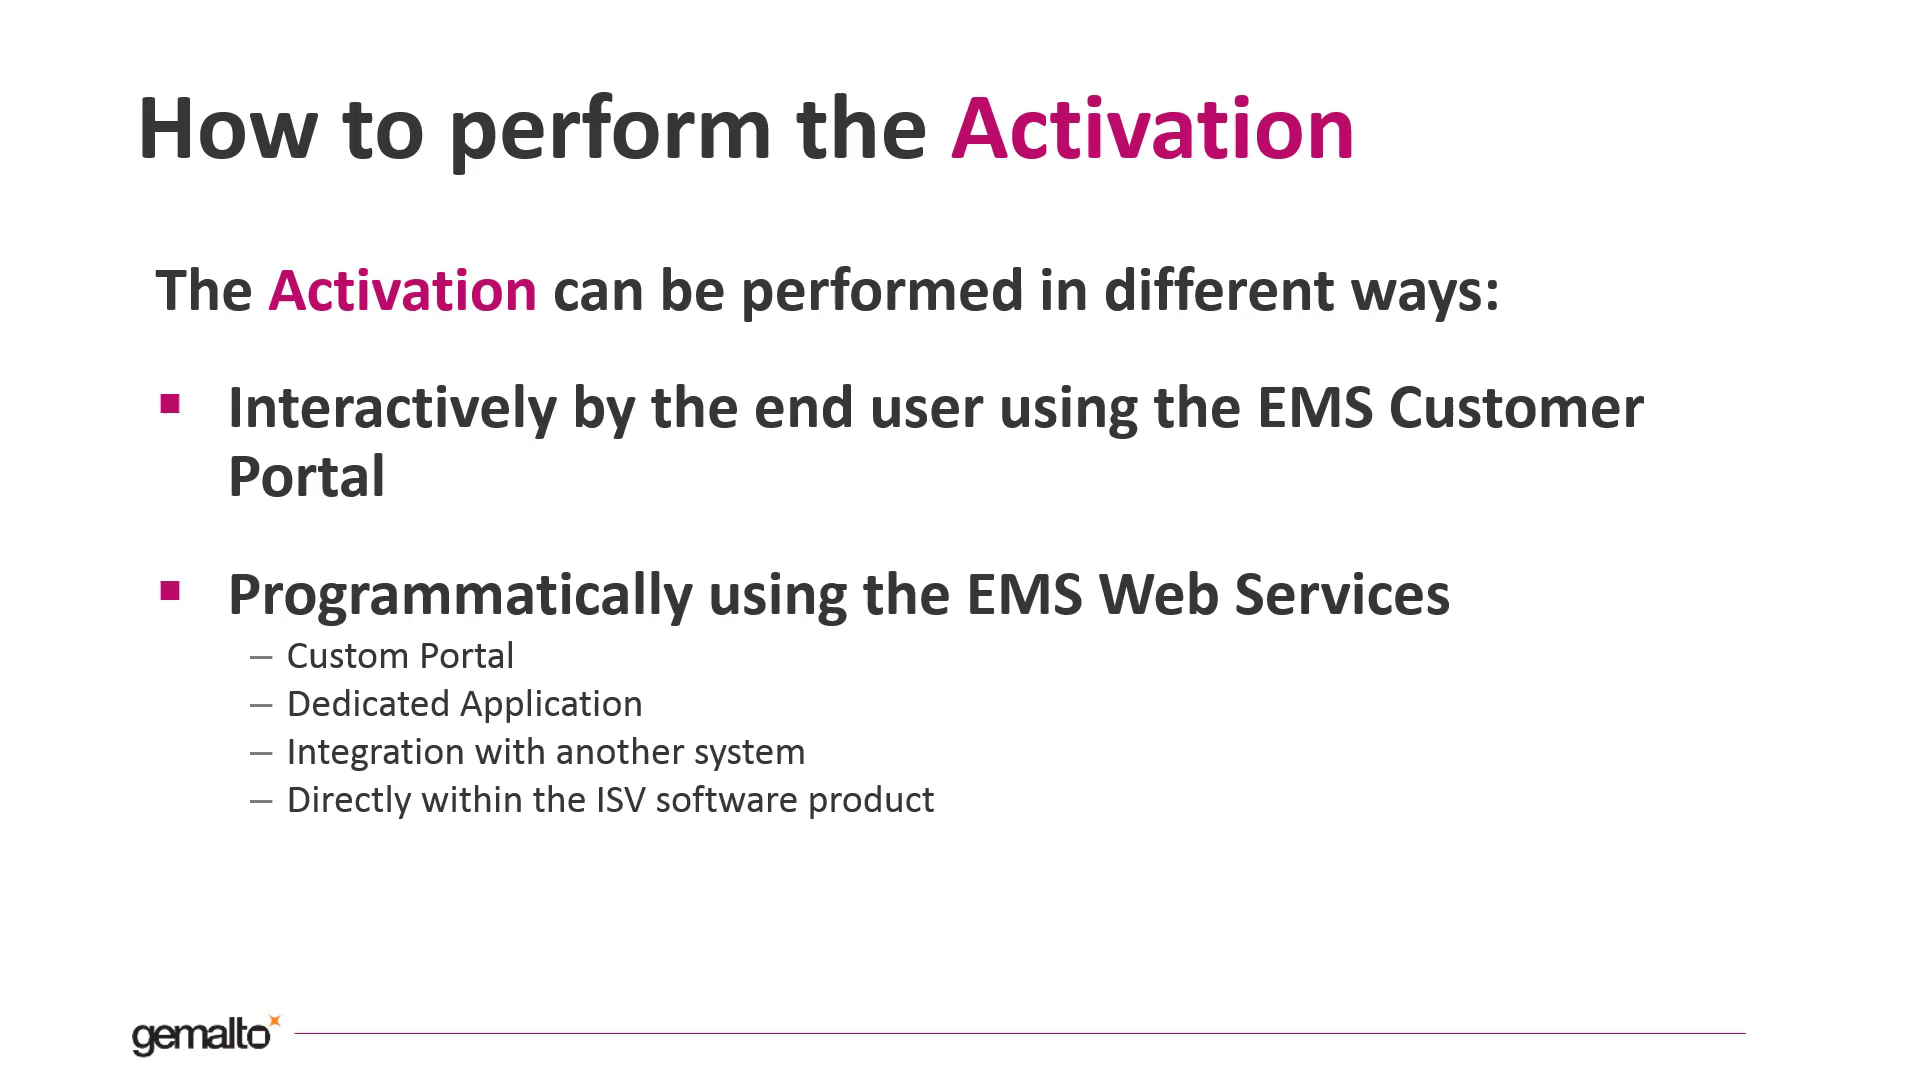 How to perform the Activation
The Activation can be performed in different ways:
▪ Interactively by the end user using the EMS Customer
Portal
▪ Programmatically using the EMS Web Services
– Custom Portal
– Dedicated Application
– Integration with another system
– Directly within the ISV software product
gemalto